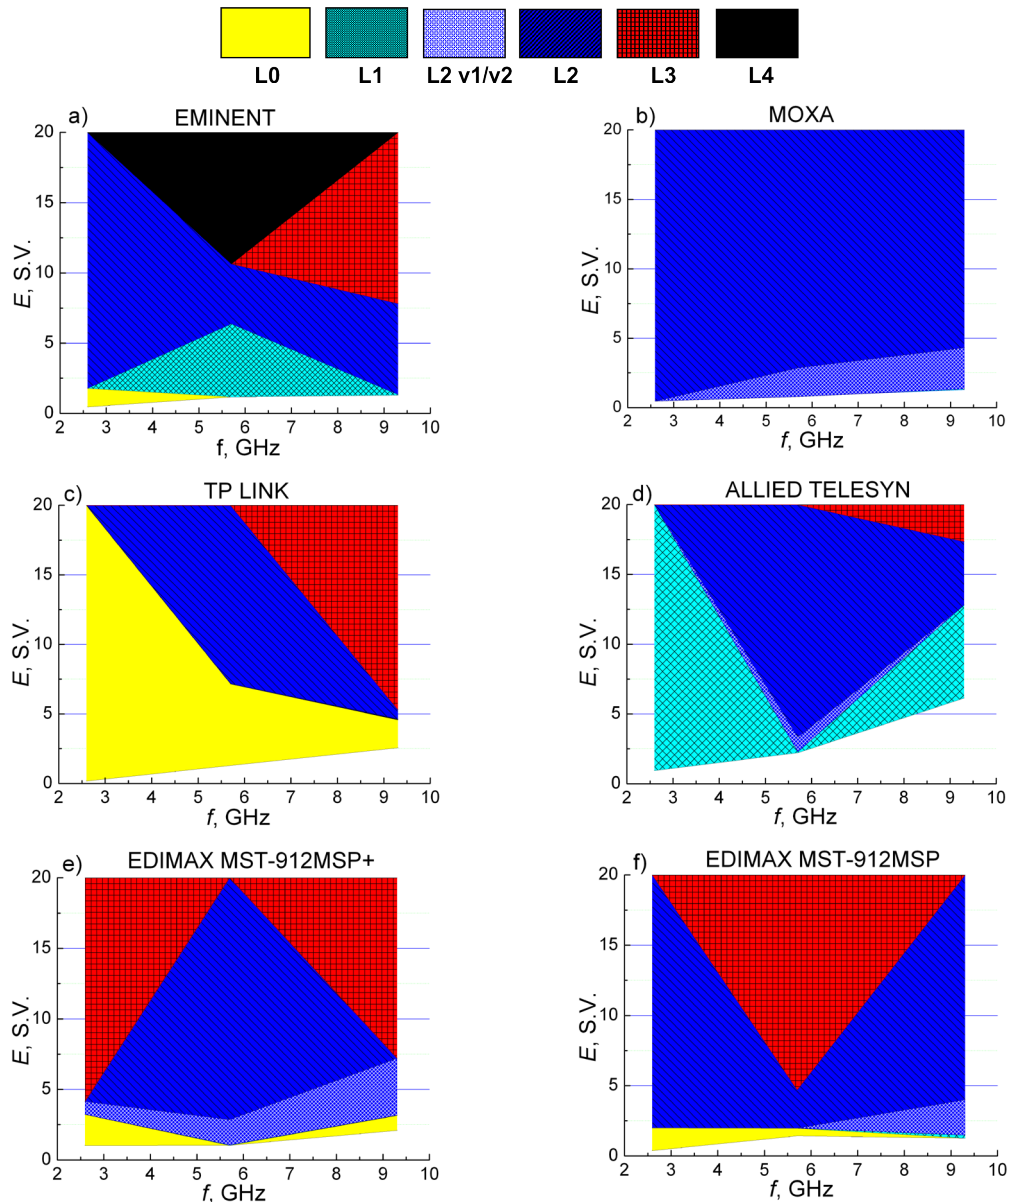 L0 L1 L2 v1/v2 L2 L3 L4
a) EMINENT
20
15
10
5
0
E, S.V.
2 3 4 5 6 7 8 9 10
f, GHz
b) MOXA
20
15
10
5
0
E, S.V.
2 3 4 5 6 7 8 9 10
f, GHz
c) TP LINK
20
15
10
5
0
E, S.V.
2 3 4 5 6 7 8 9 10
f, GHz
d) ALLIED TELESYN
20
15
10
5
0
E, S.V.
2 3 4 5 6 7 8 9 10
f, GHz
e) EDIMAX MST-912MSP+
20
15
10
5
0
E, S.V.
2 3 4 5 6 7 8 9 10
f, GHz
f) EDIMAX MST-912MSP
20
15
10
5
0
E, S.V.
2 3 4 5 6 7 8 9 10
f, GHz